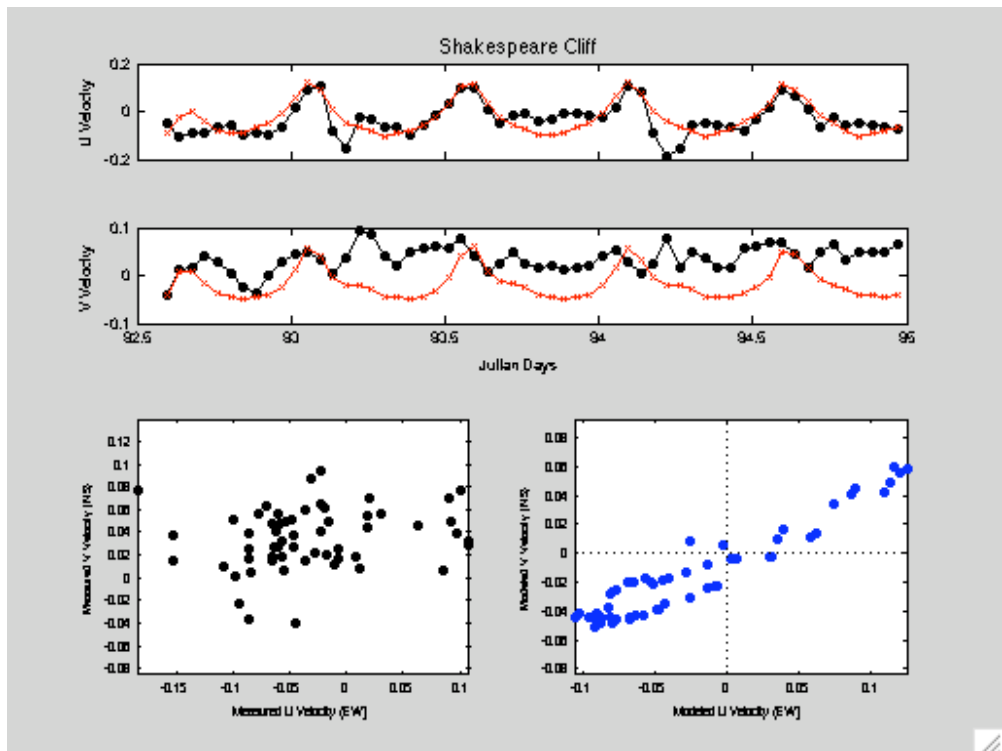 Shakespeare Cliff
0.2
0
-0.2
U Velocity
0.1
0
-0.1
V Velocity
92.5 93 93.5 94 94.5 95
Julian Days
0.12
0.1
0.08
0.06
0.04
0.02
0
-0.02
-0.04
-0.06
-0.08
Measured V Velocity (NS)
-0.15 -0.1 -0.05 0 0.05 0.1
Measured U Velocity (EW)
0.08
0.06
0.04
0.02
0
-0.02
-0.04
-0.06
-0.08
Modeled V Velocity (NS)
-0.1 -0.05 0 0.05 0.1
Modeled U Velocity (EW)